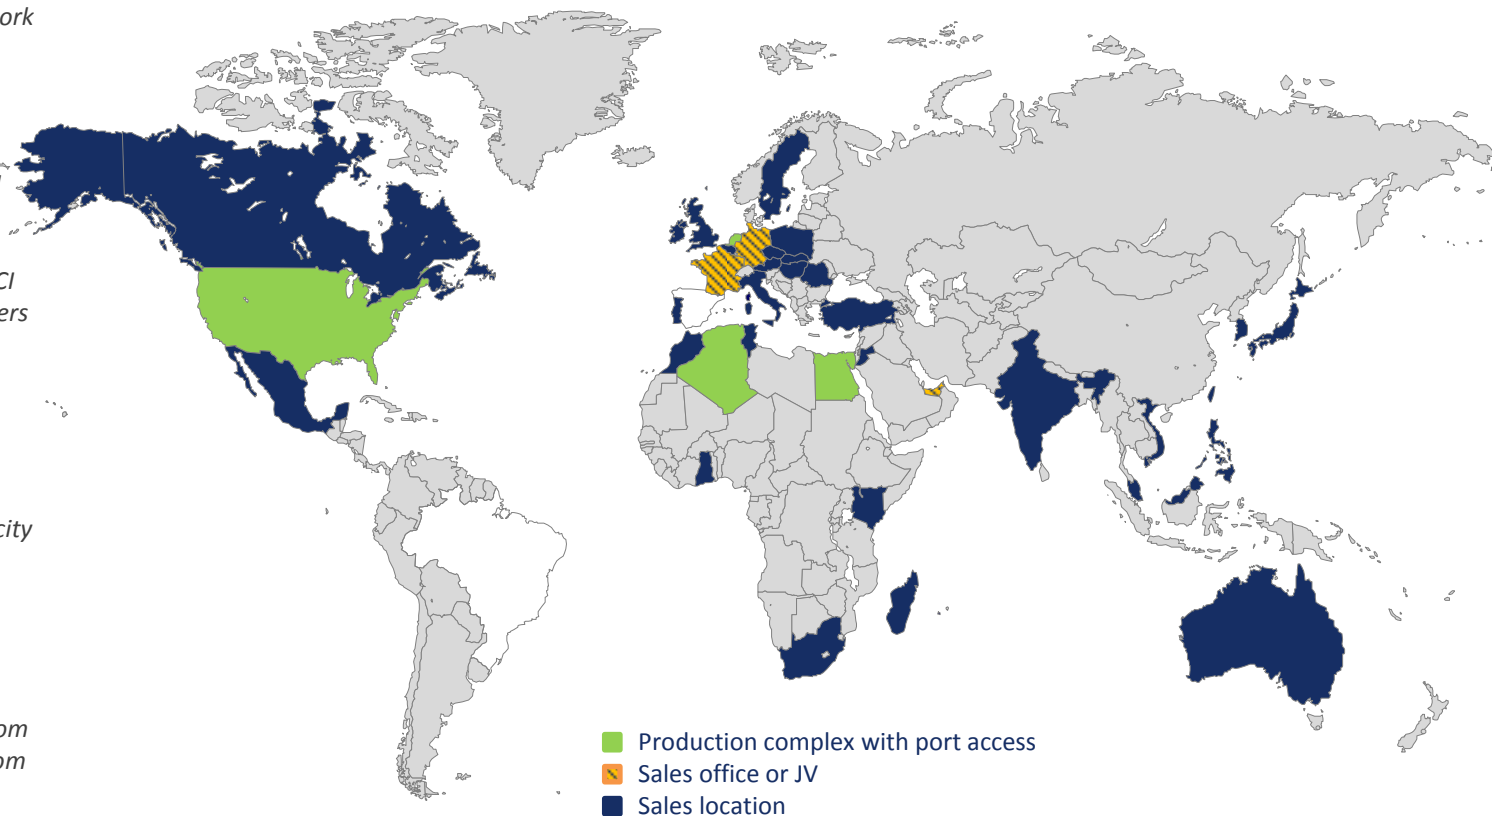 ork
CI
ers
city
om
om
Production complex with port access
Sales office or JV
Sales location